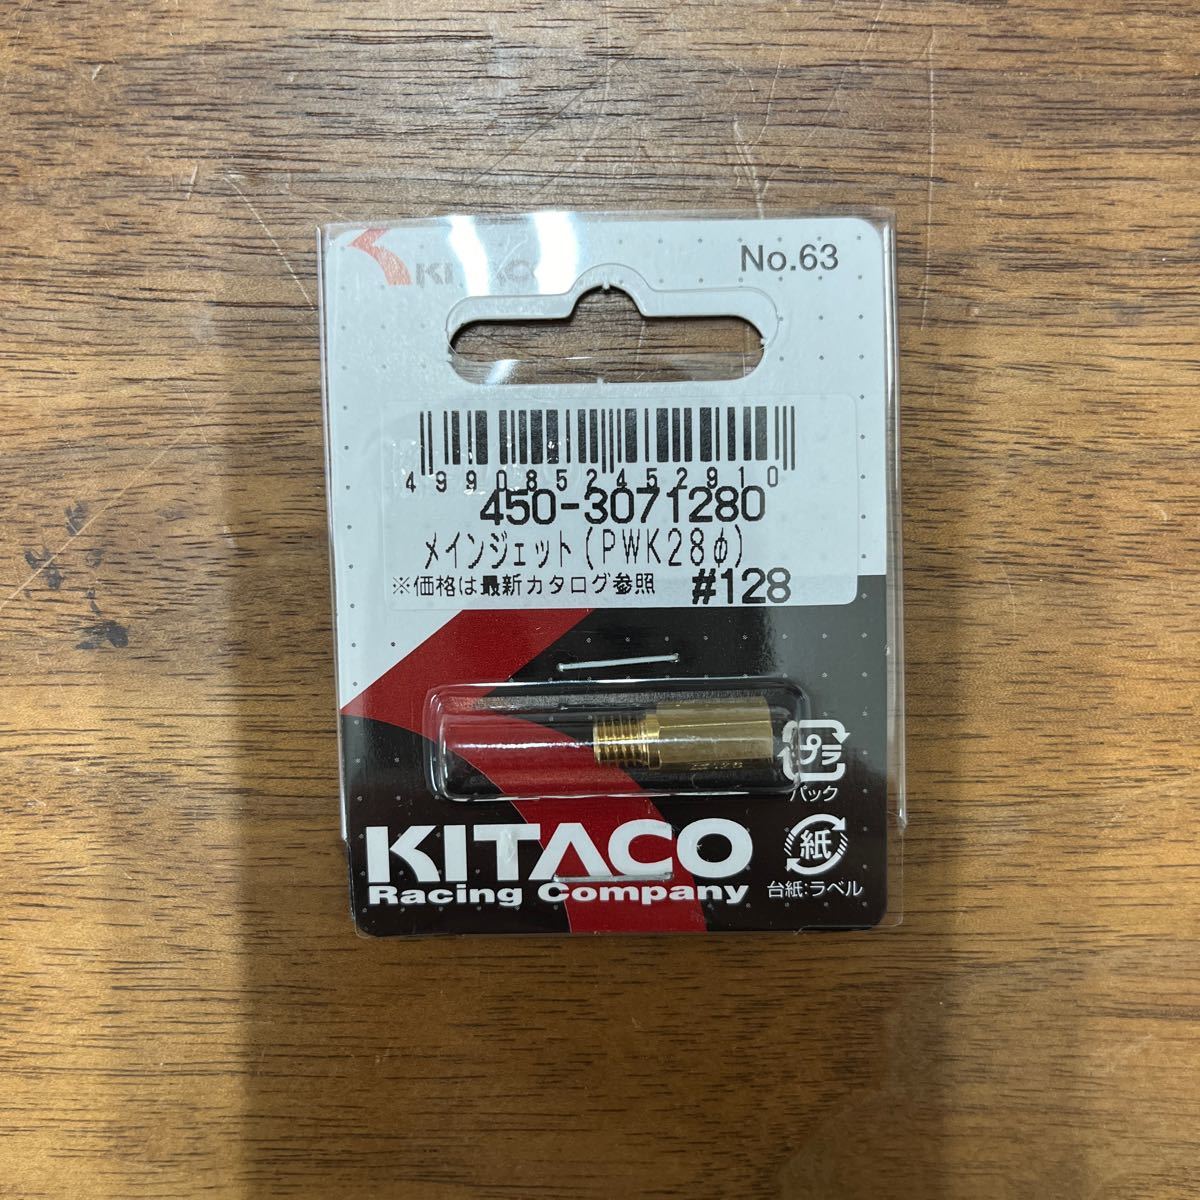 KITACO
No.63
4990852452910
450-3071280
メインジェット(PWK28φ)
※価格は最新カタログ参照 #128
プラ
パック
KITACO
Racing Company
紙
台紙:ラベル